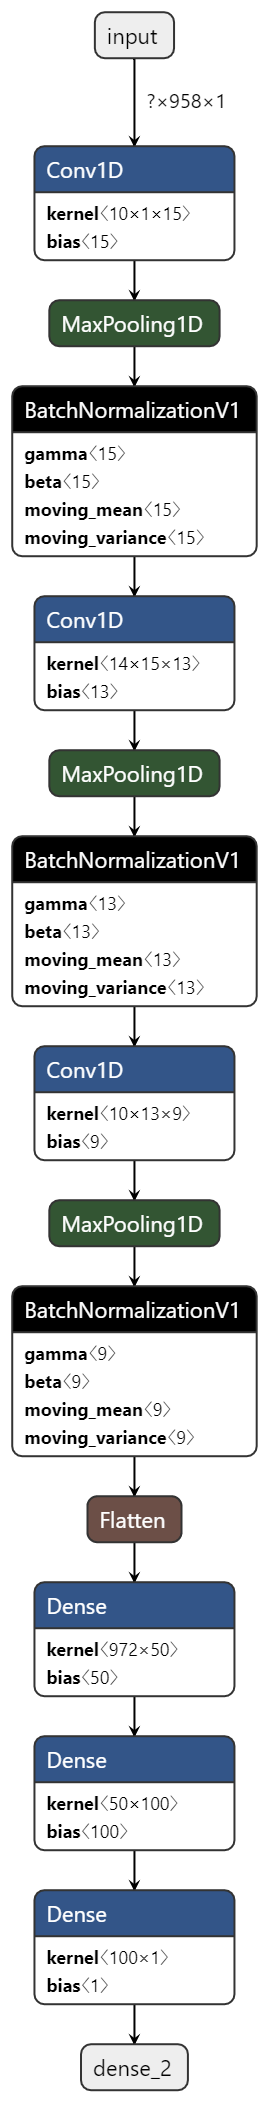 input
?×958×1
Conv1D
kernel〈10×1×15〉
bias〈15〉
MaxPooling1D
BatchNormalizationV1
gamma〈15〉
beta〈15〉
moving_mean〈15〉
moving_variance〈15〉
Conv1D
kernel〈14×15×13〉
bias〈13〉
MaxPooling1D
BatchNormalizationV1
gamma〈13〉
beta〈13〉
moving_mean〈13〉
moving_variance〈13〉
Conv1D
kernel〈10×13×9〉
bias〈9〉
MaxPooling1D
BatchNormalizationV1
gamma〈9〉
beta〈9〉
moving_mean〈9〉
moving_variance〈9〉
Flatten
Dense
kernel〈972×50〉
bias〈50〉
Dense
kernel〈50×100〉
bias〈100〉
Dense
kernel〈100×1〉
bias〈1〉
dense_2